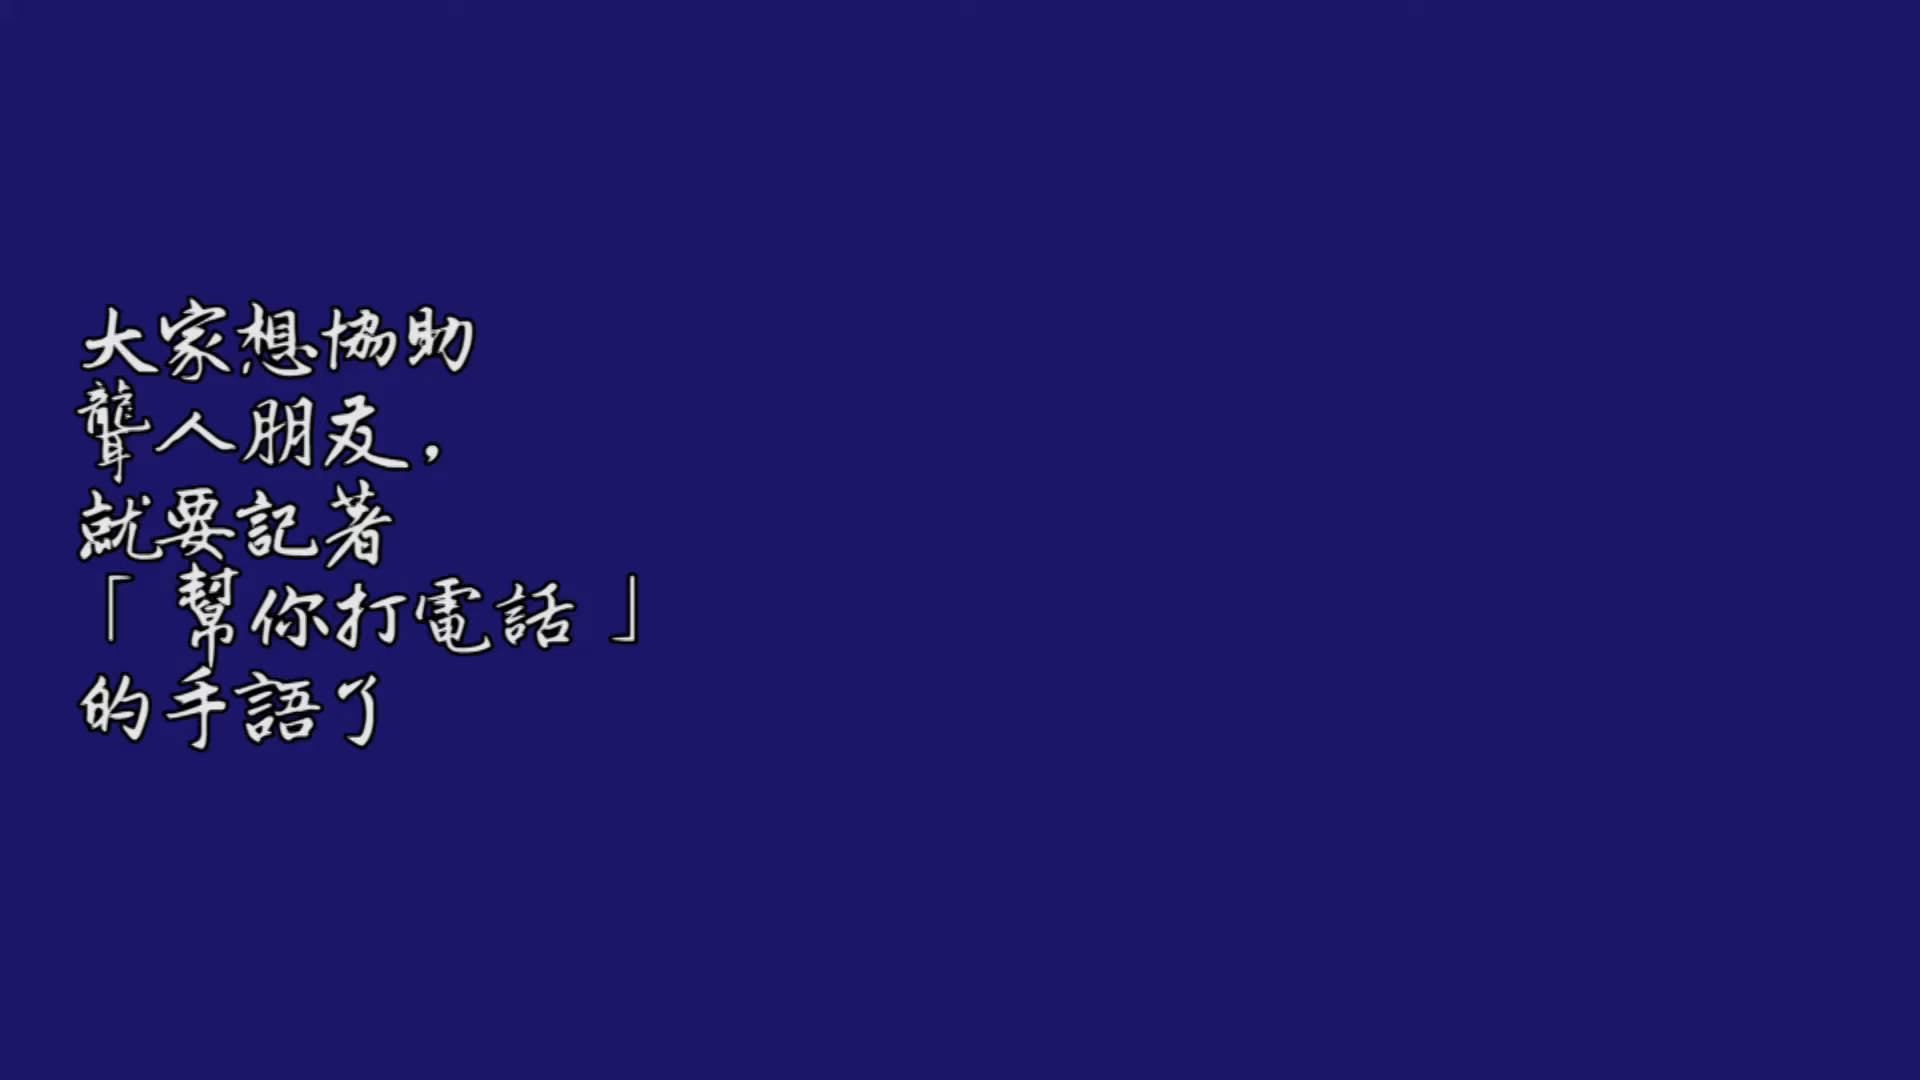 大家想協助
聾人朋友，
就要記著
「幫你打電話」
的手語丫